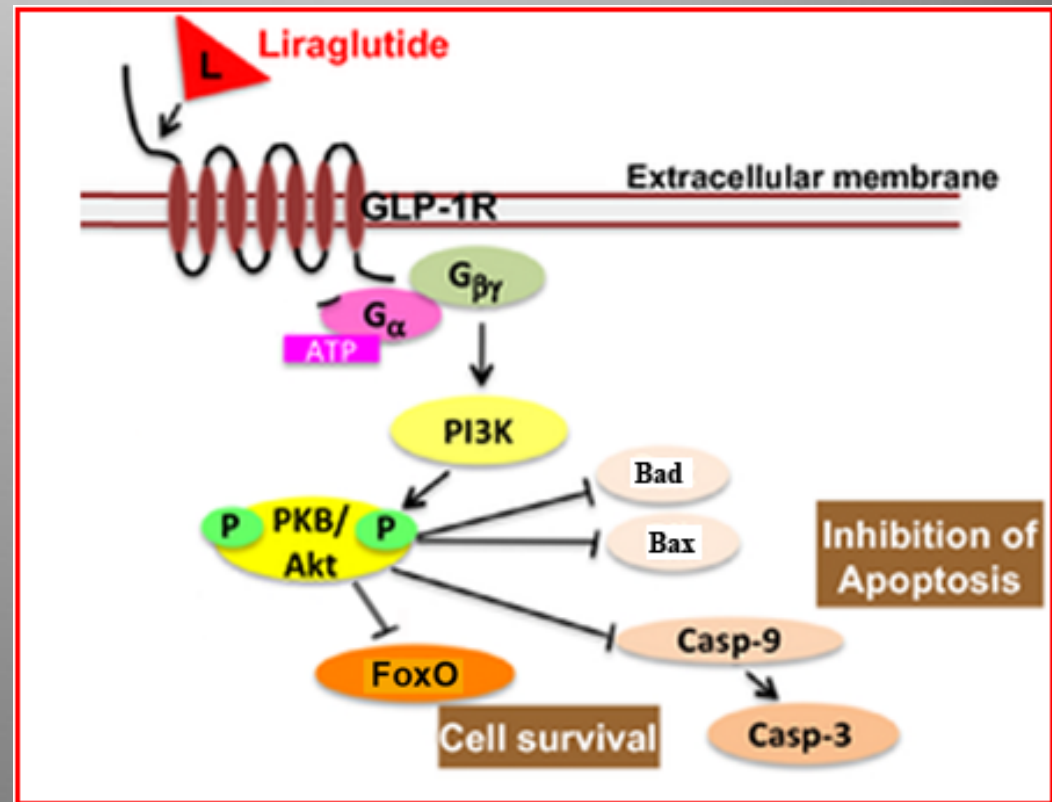 L
Liraglutide
Extracellular membrane
GLP-1R
Gβγ
Gα
ATP
PI3K
Bad
P
PKB/
Akt
P
Bax
Inhibition of
Apoptosis
Casp-9
FoxO
Cell survival
Casp-3